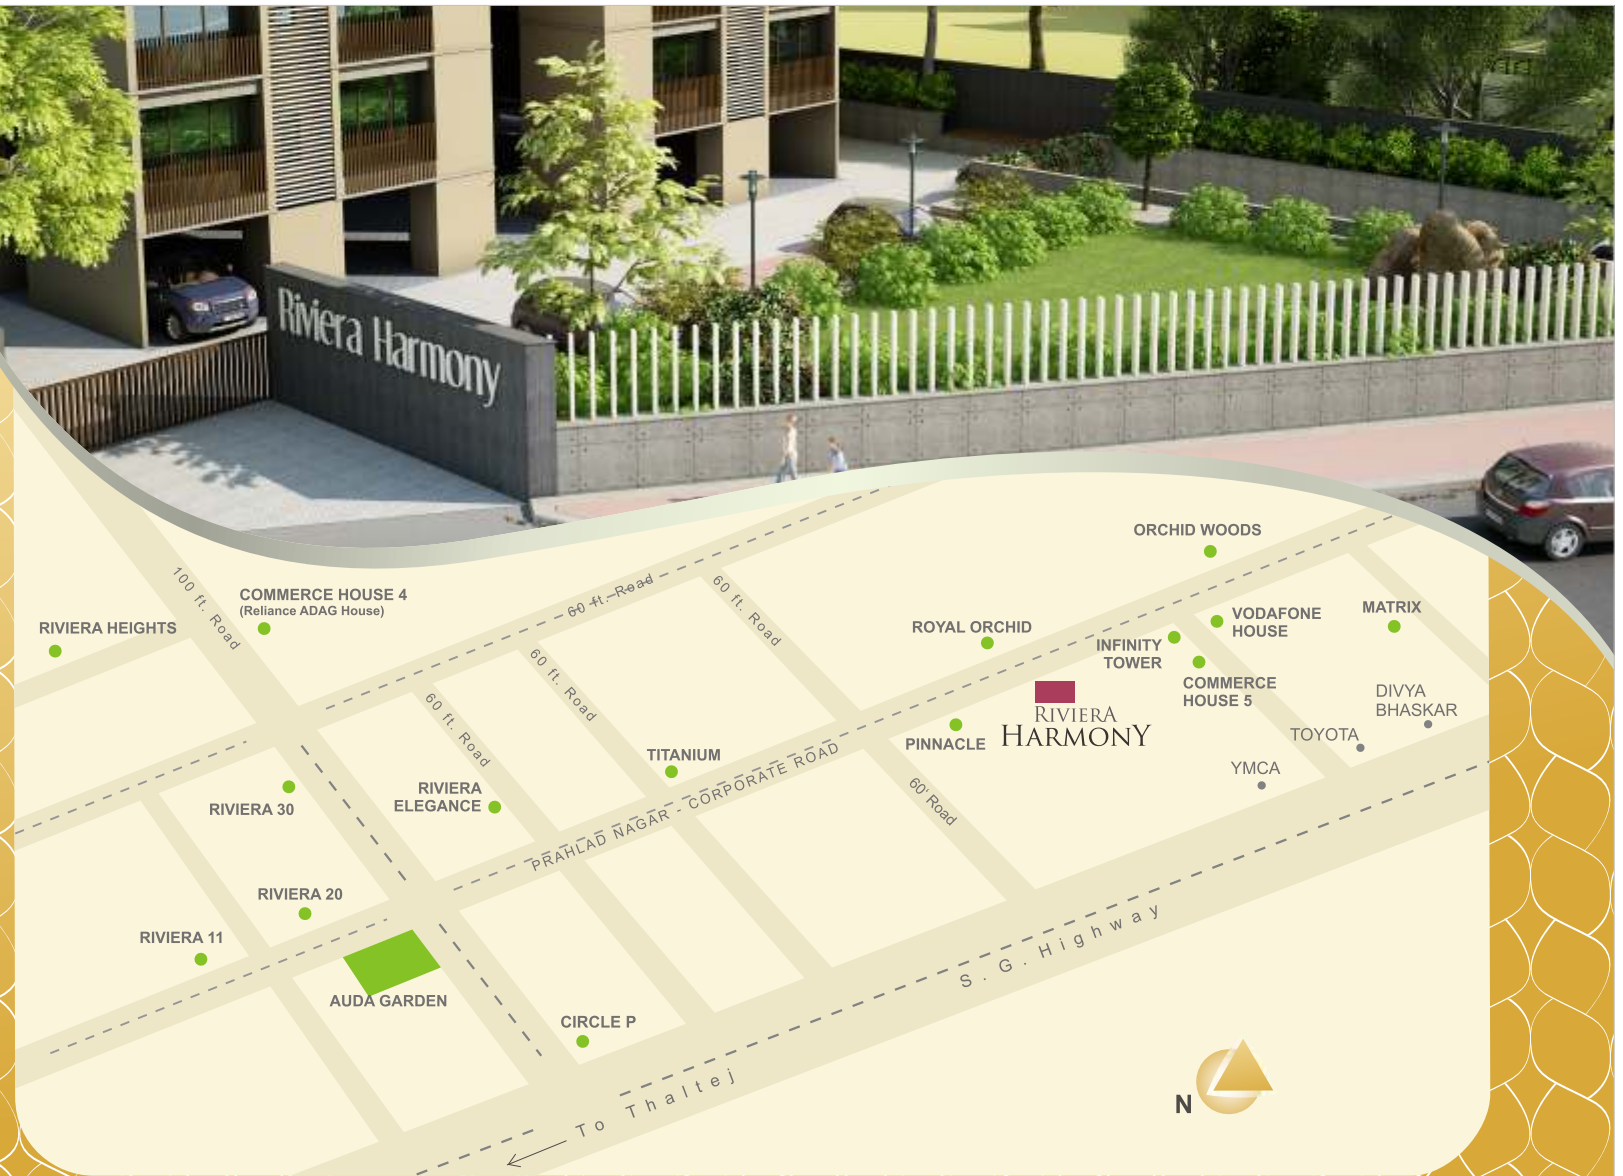 Riviera Harmony
ORCHID WOODS
100 ft. Road
COMMERCE HOUSE 4
(Reliance ADAG House)
60 ft. Road
60 ft. Road
RIVIERA HEIGHTS
ROYAL ORCHID
VODAFONE
HOUSE
MATRIX
INFINITY
TOWER
60 ft. Road
COMMERCE
HOUSE 5
DIVYA
BHASKAR
RIVIERA
HARMONY
60 ft. Road
PINNACLE
TOYOTA
TITANIUM
YMCA
RIVIERA
ELEGANCE
RIVIERA 30
PRAHLAD NAGAR - CORPORATE ROAD
60' Road
RIVIERA 20
RIVIERA 11
S. G. Highway
AUDA GARDEN
CIRCLE P
To Thaltej
N